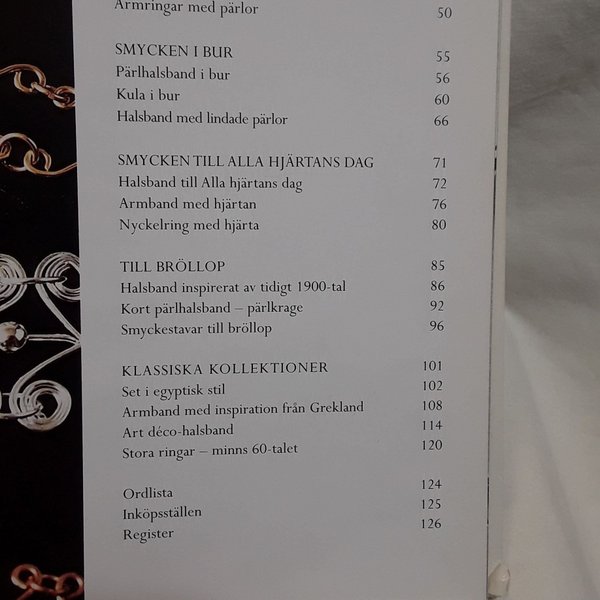 Armringar med pärlor 50
SMYCKEN I BUR 55
Pärlhalsband i bur 56
Kula i bur 60
Halsband med lindade pärlor 66
SMYCKEN TILL ALLA HJÄRTANS DAG 71
Halsband till Alla hjärtans dag 72
Armband med hjärtan 76
Nyckelring med hjärta 80
TILL BRÖLLOP 85
Halsband inspirerat av tidigt 1900-tal 86
Kort pärlhalsband – pärlkrage 92
Smyckestavar till bröllop 96
KLASSISKA KOLLEKTIONER 101
Set i egyptisk stil 102
Armband med inspiration från Grekland 108
Art déco-halsband 114
Stora ringar – minns 60-talet 120
Ordlista 124
Inköpsställen 125
Register 126